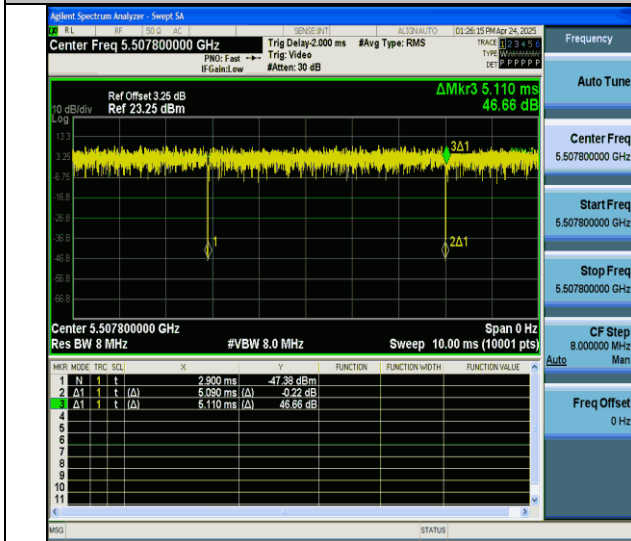 Agilent Spectrum Analyzer - Swept SA
RL RF 50 Ω AC SENSE:INT ALIGN AUTO 01:26:15 PM Apr 24, 2025
Center Freq 5.507800000 GHz
PNO: Fast
IFGain:Low
Trig Delay-2.000 ms
Trig: Video
#Atten: 30 dB
#Avg Type: RMS
TRACE 1 2 3 4 5 6
TYPE
DET P P P P P P
Frequency
Auto Tune
Center Freq
5.507800000 GHz
Start Freq
5.507800000 GHz
Stop Freq
5.507800000 GHz
CF Step
8.000000 MHz
Auto Man
Freq Offset
0 Hz
ΔMkr3 5.110 ms
46.66 dB
Ref Offset 3.25 dB
10 dB/div Ref 23.25 dBm
Log
13.3
3.25
-6.75
-16.8
-26.8
-36.8
-46.8
-56.8
-66.8
3Δ1
1
2Δ1
Center 5.507800000 GHz Span 0 Hz
Res BW 8 MHz #VBW 8.0 MHz Sweep 10.00 ms (10001 pts)
MKR MODE TRC SCL X Y FUNCTION FUNCTION WIDTH FUNCTION VALUE
1 N 1 t 2.900 ms -47.38 dBm
2 Δ1 1 t (Δ) 5.090 ms (Δ) -0.22 dB
3 Δ1 1 t (Δ) 5.110 ms (Δ) 46.66 dB
4
5
6
7
8
9
10
11
MSG STATUS